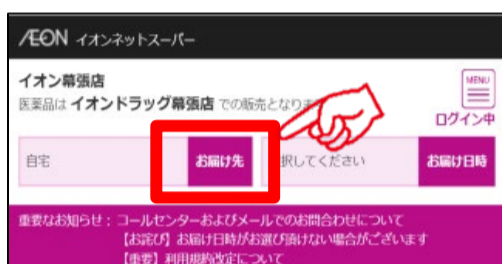 ÆON イオンネットスーパー
イオン幕張店
医薬品は イオンドラッグ幕張店 での販売となり
MENU
ログイン中
自宅 お届け先 択してください お届け日時
重要なお知らせ： コールセンターおよびメールでのお問合わせについて
【お詫び】お届け日時がお選び頂けない場合がございます
【重要】利用規約改定について